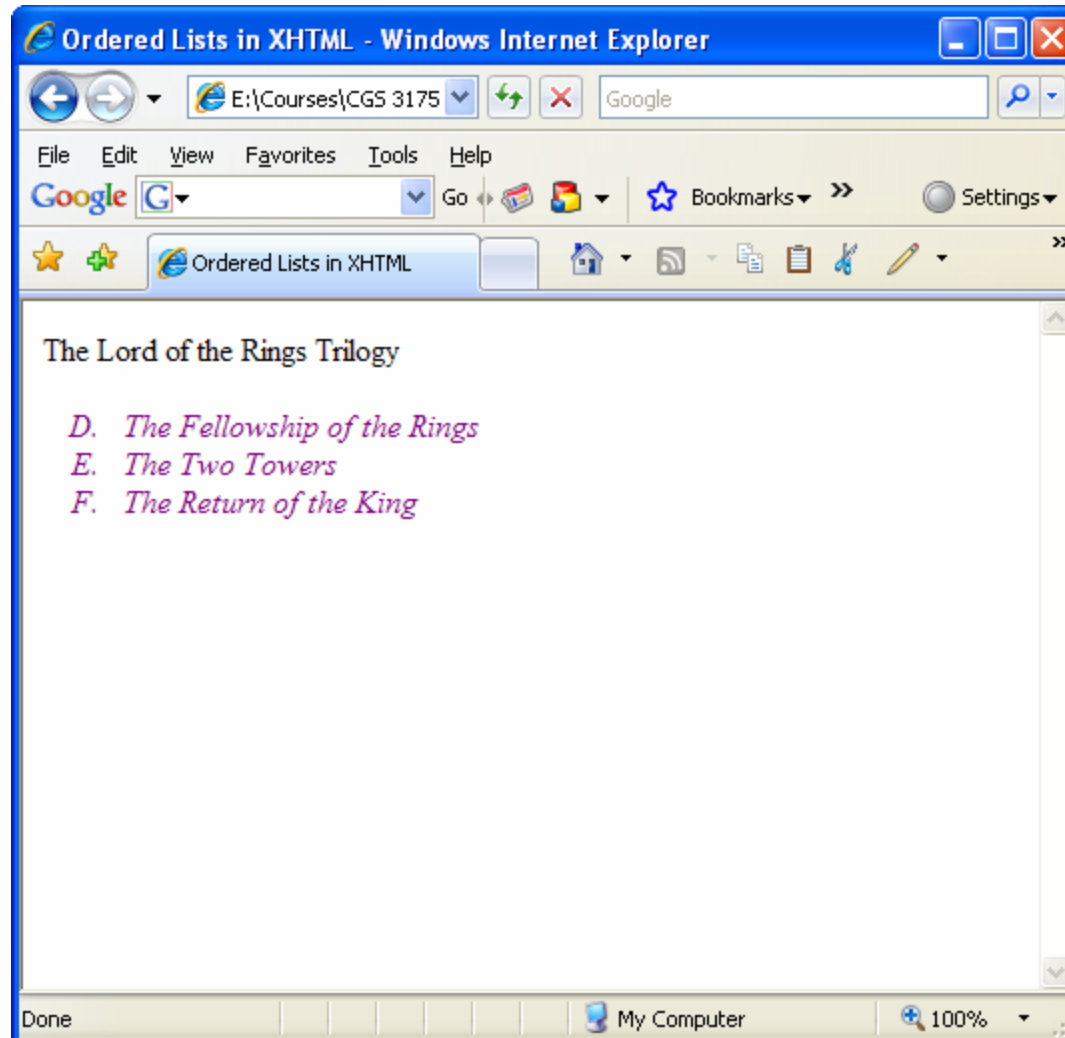 Ordered Lists in XHTML - Windows Internet Explorer
E:\Courses\CGS 3175
Google
File Edit View Favorites Tools Help
Google G Go Bookmarks Settings
Ordered Lists in XHTML
The Lord of the Rings Trilogy
D. The Fellowship of the Rings
E. The Two Towers
F. The Return of the King
Done My Computer 100%